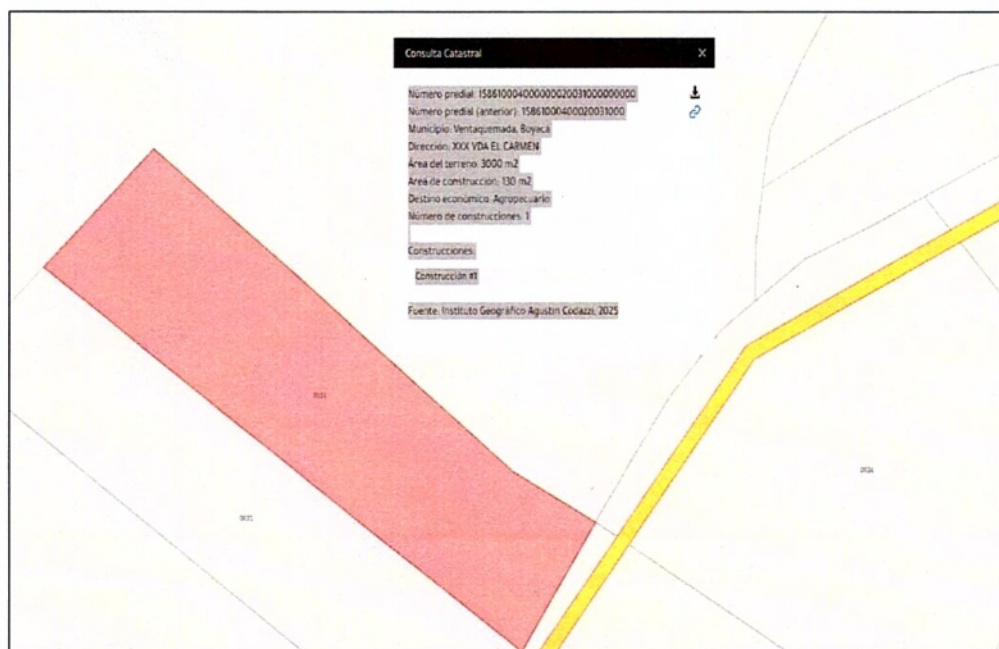 Consulta Catastral X
Número predial: 158610004000000020031000000000
Número predial (anterior): 15861000400020031000
Municipio: Ventaquemada, Boyacá
Dirección: XXX VDA EL CARMEN
Área del terreno: 3000 m2
Área de construcción: 130 m2
Destino económico: Agropecuario
Número de construcciones: 1
Construcciones:
Construcción #1
Fuente: Instituto Geográfico Agustín Codazzi, 2025